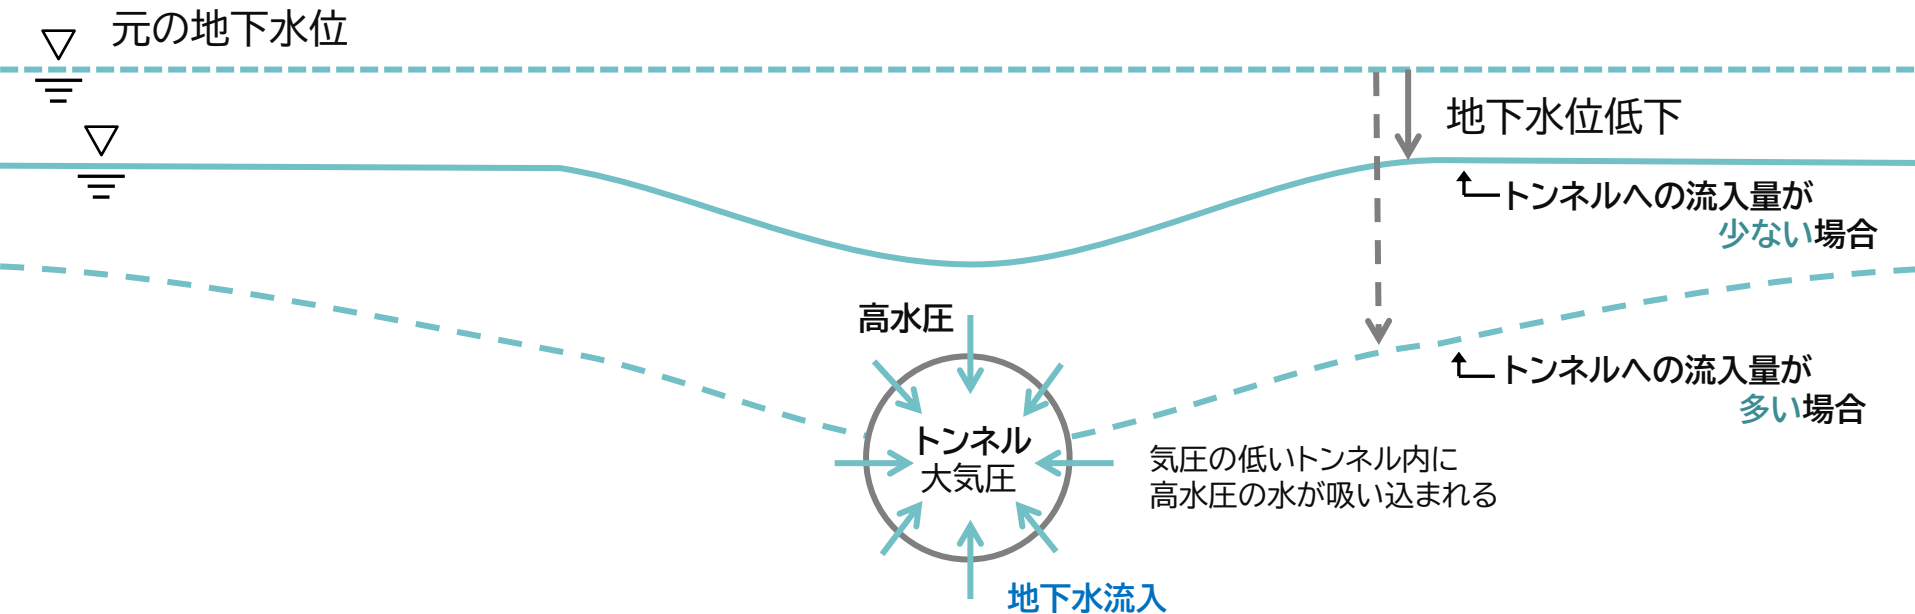 元の地下水位
地下水位低下
トンネルへの流入量が
少ない場合
高水圧
トンネルへの流入量が
多い場合
トンネル
大気圧
気圧の低いトンネル内に
高水圧の水が吸い込まれる
地下水流入